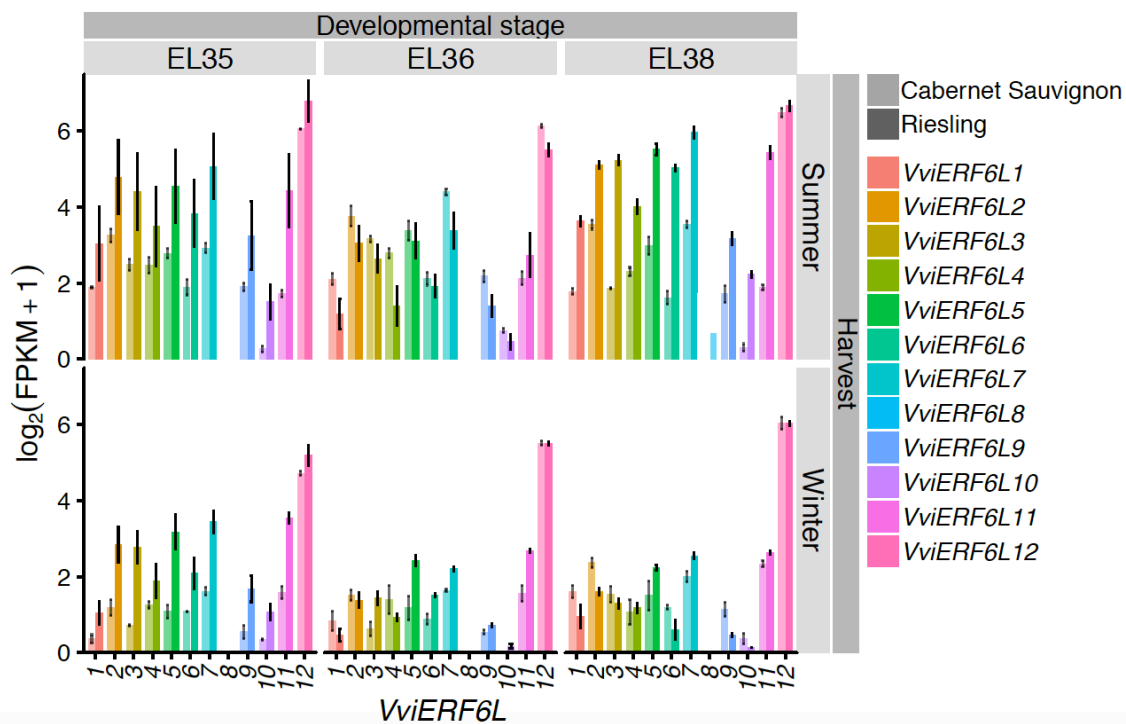 Developmental stage
EL35 EL36 EL38
log2(FPKM + 1)
6
4
2
0
6
4
2
0
Summer
Winter
Harvest
1 2 3 4 5 6 7 8 9 10 11 12
1 2 3 4 5 6 7 8 9 10 11 12
1 2 3 4 5 6 7 8 9 10 11 12
VviERF6L
Cabernet Sauvignon
Riesling
VviERF6L1
VviERF6L2
VviERF6L3
VviERF6L4
VviERF6L5
VviERF6L6
VviERF6L7
VviERF6L8
VviERF6L9
VviERF6L10
VviERF6L11
VviERF6L12